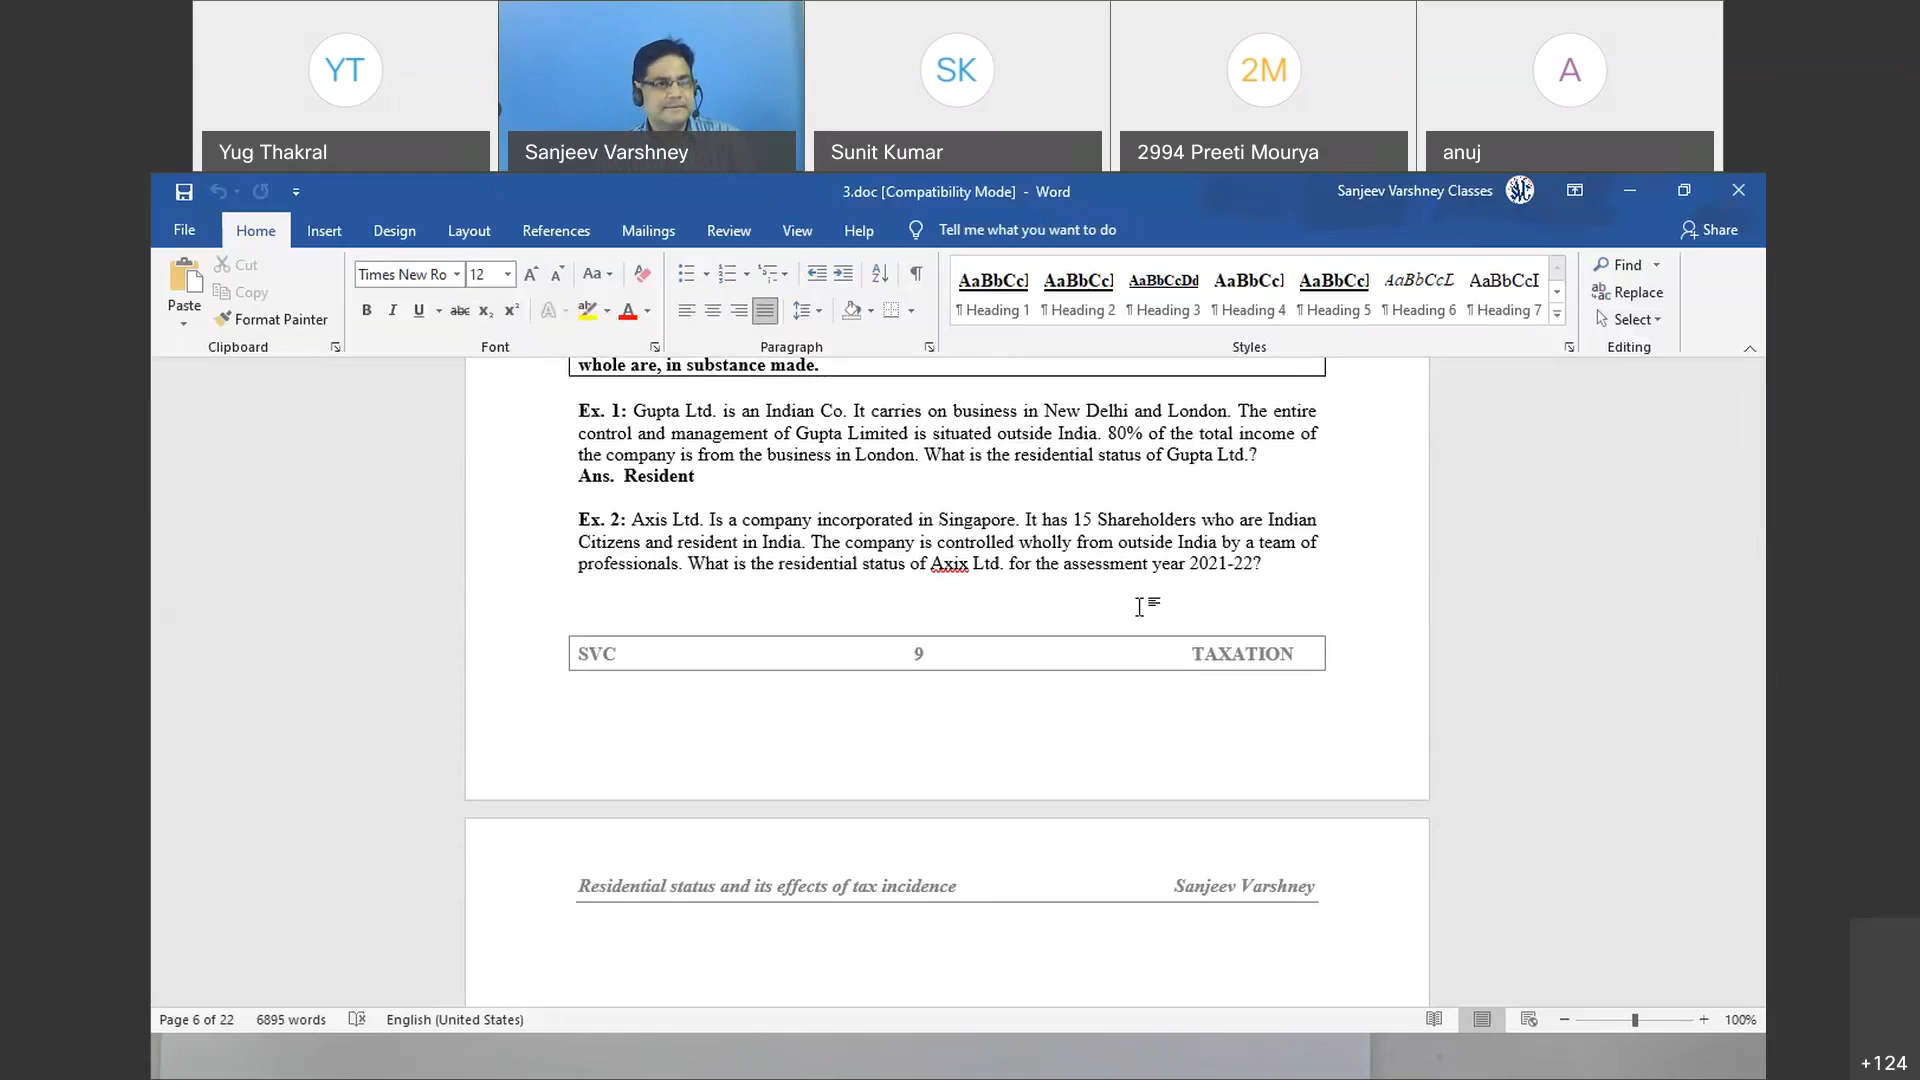 YT
SK
2M
A
Yug Thakral
Sanjeev Varshney
Sunit Kumar
2994 Preeti Mourya
anuj
3.doc [Compatibility Mode] - Word
Sanjeev Varshney Classes
File
Home
Insert
Design
Layout
References
Mailings
Review
View
Help
Tell me what you want to do
Share
Paste
Cut
Copy
Format Painter
Clipboard
Times New Ro
12
Font
Paragraph
AaBbCcI
AaBbCcI
AaBbCcDd
AaBbCcI
AaBbCcI
AaBbCcL
AaBbCcI
¶ Heading 1
¶ Heading 2
¶ Heading 3
¶ Heading 4
¶ Heading 5
¶ Heading 6
¶ Heading 7
Styles
Find
Replace
Select
Editing
whole are, in substance made.
Ex. 1: Gupta Ltd. is an Indian Co. It carries on business in New Delhi and London. The entire
control and management of Gupta Limited is situated outside India. 80% of the total income of
the company is from the business in London. What is the residential status of Gupta Ltd.?
Ans. Resident
Ex. 2: Axis Ltd. Is a company incorporated in Singapore. It has 15 Shareholders who are Indian
Citizens and resident in India. The company is controlled wholly from outside India by a team of
professionals. What is the residential status of Axix Ltd. for the assessment year 2021-22?
SVC 9 TAXATION
Residential status and its effects of tax incidence Sanjeev Varshney
Page 6 of 22
6895 words
English (United States)
100%
+124